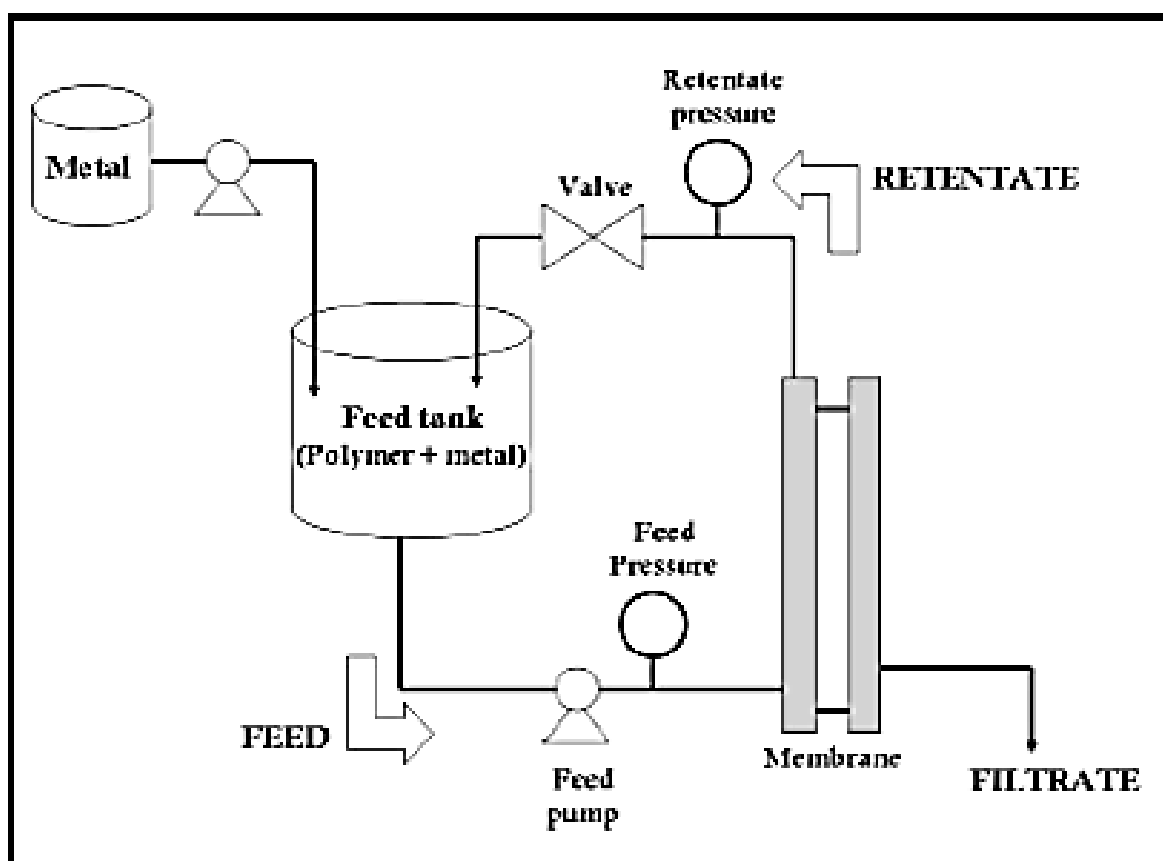 Retentate
pressure
Metal
Valve
RETENTATE
Feed tank
(Polymer + metal)
Feed
Pressure
FEED
Membrane
Feed
pump
FILTRATE